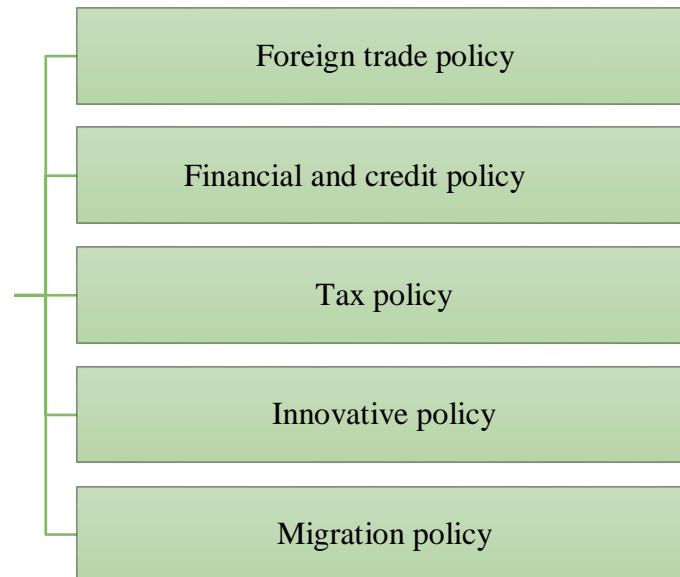 Foreign trade policy
Financial and credit policy
Tax policy
Innovative policy
Migration policy